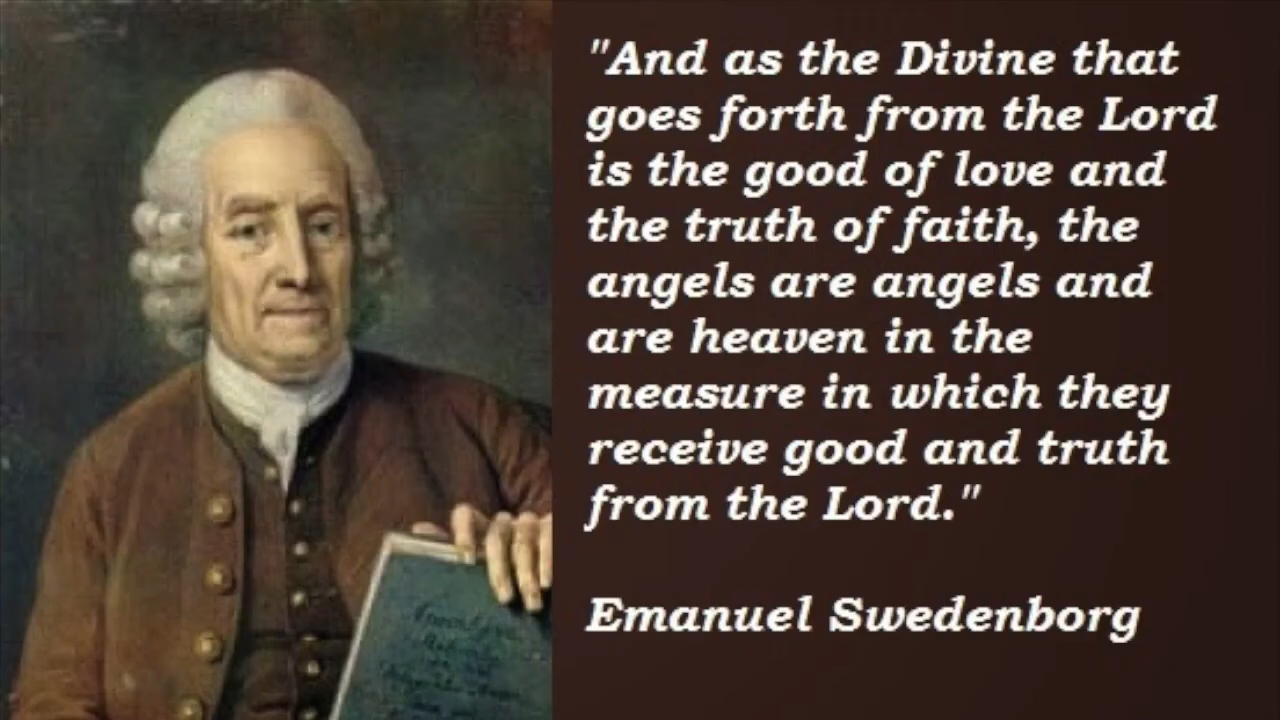 "And as the Divine that
goes forth from the Lord
is the good of love and
the truth of faith, the
angels are angels and
are heaven in the
measure in which they
receive good and truth
from the Lord."
Emanuel Swedenborg